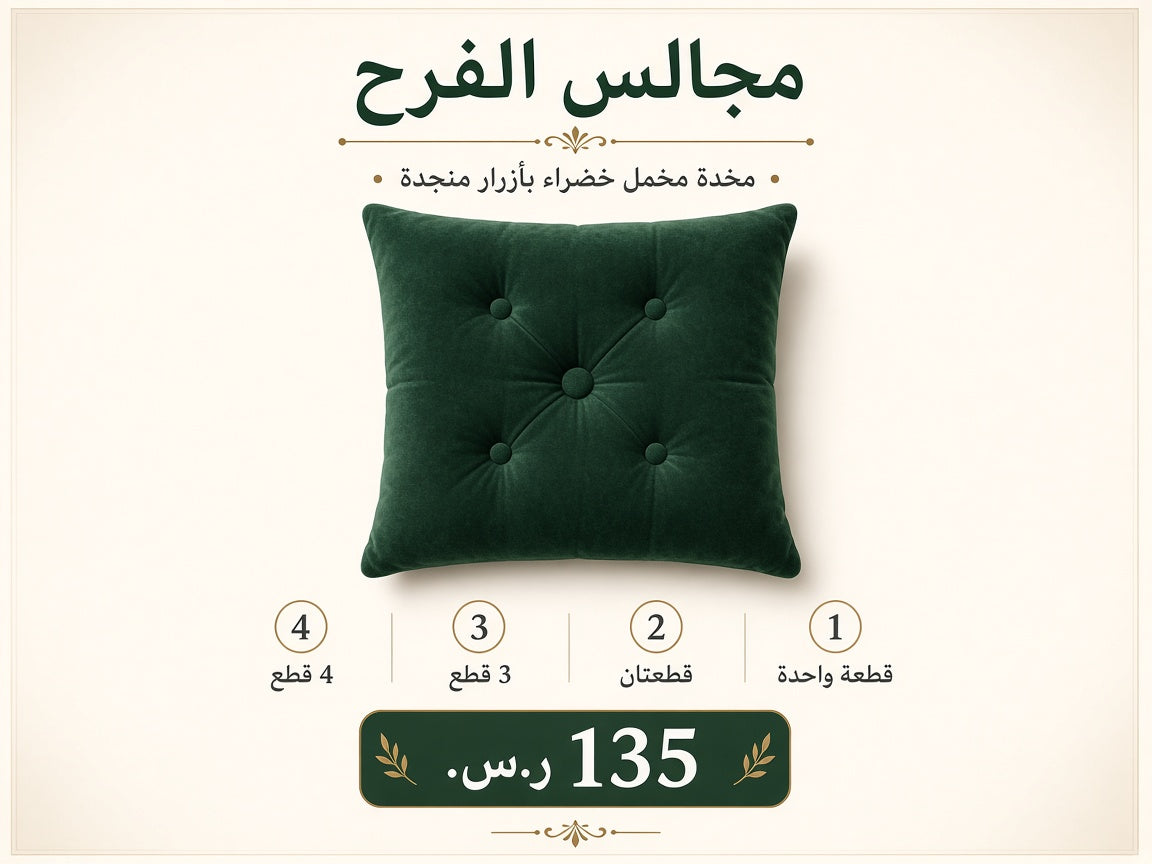 مجالس الفرح
• مخدة مخمل خضراء بأزرار منجدة •
1 2 3 4
قطعة واحدة قطعتان 3 قطع 4 قطع
135 ر.س.